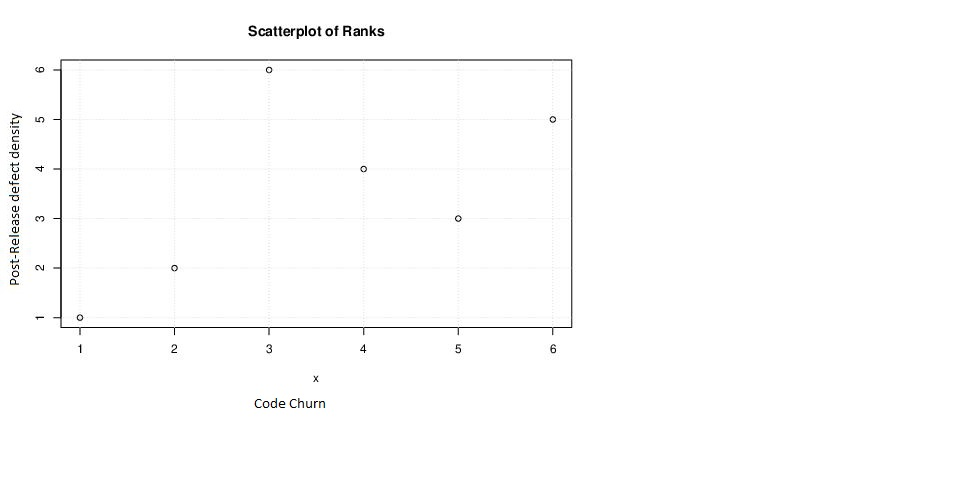 Scatterplot of Ranks
Post-Release defect density
6
5
4
3
2
1
1 2 3 4 5 6
x
Code Churn